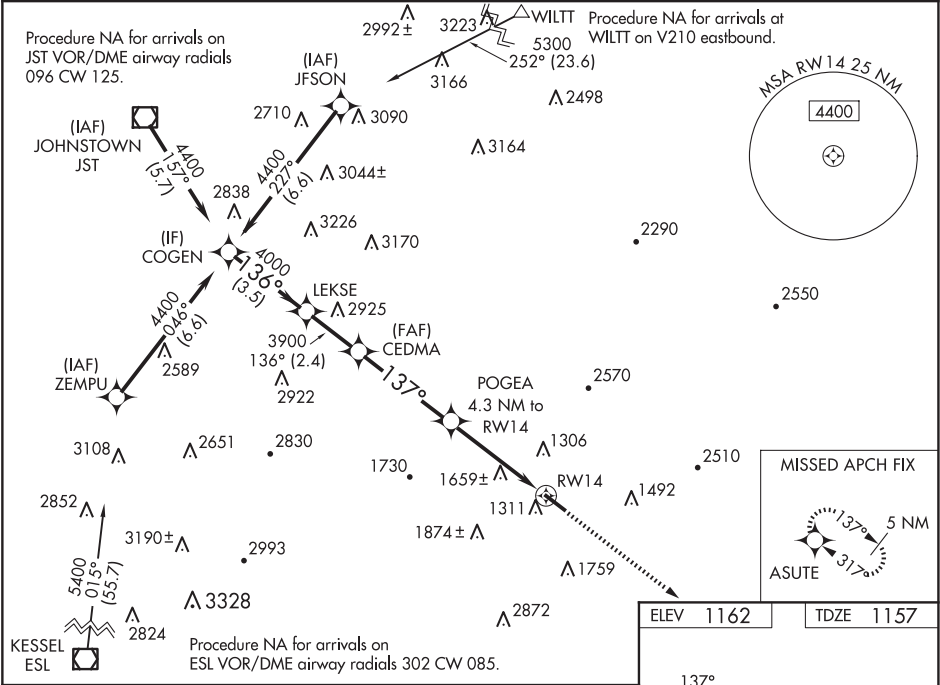 Procedure NA for arrivals on
JST VOR/DME airway radials
096 CW 125.
2992 ±
3223
WILTT
5300
252° (23.6)
3166
Procedure NA for arrivals at
WILTT on V210 eastbound.
MSA RW 14 25 NM
4400
(IAF)
JFSON
2710
3090
2498
(IAF)
JOHNSTOWN
JST
4400
157°
(5.7)
4400
227°
(6.6)
3164
3044±
2838
3226
3170
2290
(IF)
COGEN
4000
136°
(3.5)
LEKSE
2925
2550
4400
046°
(6.6)
3900
136° (2.4)
(FAF)
CEDMA
2589
(IAF)
ZEMPU
2922
137°
POGEA
4.3 NM to
RW14
2570
3108
2651
2830
1306
1730
1659±
RW14
2510
1311
1492
2852
3190±
2993
1874 ±
1759
5400
015°
(55.7)
3328
2824
2872
KESSEL
ESL
Procedure NA for arrivals on
ESL VOR/DME airway radials 302 CW 085.
MISSED APCH FIX
137°
5 NM
317°
ASUTE
ELEV 1162
TDZE 1157
137°